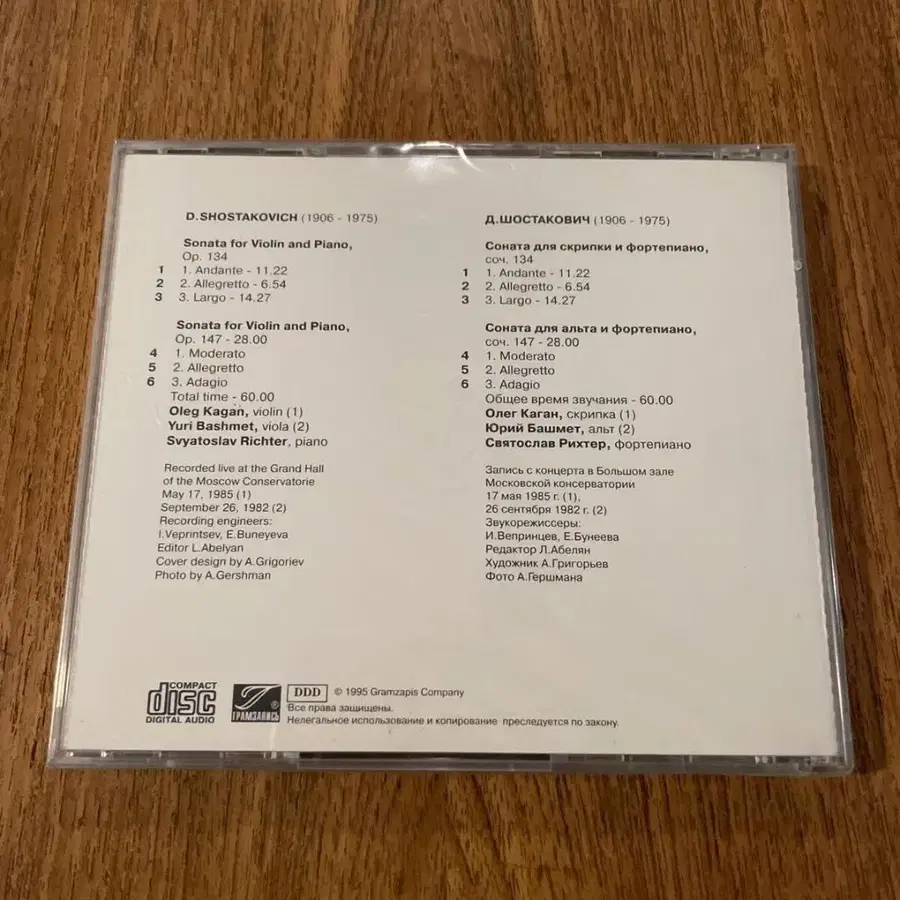 D.SHOSTAKOVICH (1906 - 1975)
Sonata for Violin and Piano,
Op. 134
1 1. Andante - 11.22
2 2. Allegretto - 6.54
3 3. Largo - 14.27
Sonata for Violin and Piano,
Op. 147 - 28.00
4 1. Moderato
5 2. Allegretto
6 3. Adagio
Total time - 60.00
Oleg Kagan, violin (1)
Yuri Bashmet, viola (2)
Svyatoslav Richter, piano
Recorded live at the Grand Hall
of the Moscow Conservatorie
May 17, 1985 (1)
September 26, 1982 (2)
Recording engineers:
I.Veprintsev, E.Buneyeva
Editor L.Abelyan
Cover design by A.Grigoriev
Photo by A.Gershman
Д.ШОСТАКОВИЧ (1906 - 1975)
Соната для скрипки и фортепиано,
соч. 134
1 1. Andante - 11.22
2 2. Allegretto - 6.54
3 3. Largo - 14.27
Соната для альта и фортепиано,
соч. 147 - 28.00
4 1. Moderato
5 2. Allegretto
6 3. Adagio
Общее время звучания - 60.00
Олег Каган, скрипка (1)
Юрий Башмет, альт (2)
Святослав Рихтер, фортепиано
Запись с концерта в Большом зале
Московской консерватории
17 мая 1985 г. (1),
26 сентября 1982 г. (2)
Звукорежиссеры:
И.Вепринцев, Е.Бунеева
Редактор Л.Абелян
Художник А.Григорьев
Фото А.Гершмана
COMPACT
disc
DIGITAL AUDIO
®
ГРАМЗАПИСЬ
DDD © 1995 Gramzapis Company
Все права защищены.
Нелегальное использование и копирование преследуется по закону.